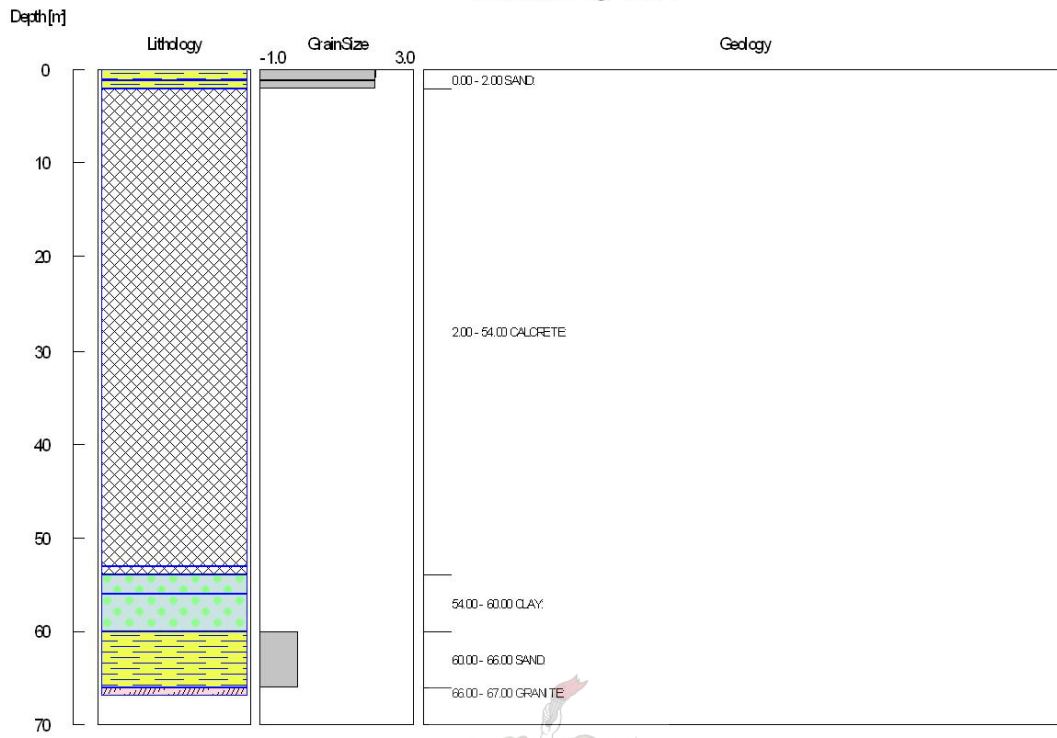 Depth [m]
Lithology
GrainSize
Geology
-1.0
3.0
0
0.00 - 2.00 SAND:
10
20
2.00 - 54.00 CALCRETE:
30
40
50
54.00 - 60.00 CLAY:
60
60.00 - 66.00 SAND:
66.00 - 67.00 GRANITE:
70